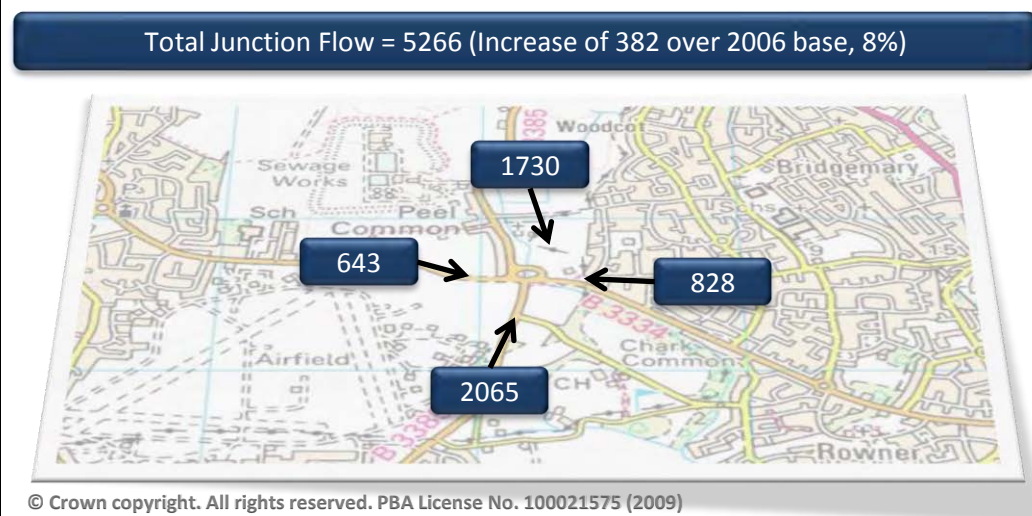 Total Junction Flow = 5266 (Increase of 382 over 2006 base, 8%)
Woodcot
1730
Bridgemary
Sewage
Works
Schs
Sch
Peel
Common
643
828
B 3334
Airfield
Chark
Common
2065
CH
B 338
Rowner
© Crown copyright. All rights reserved. PBA License No. 100021575 (2009)